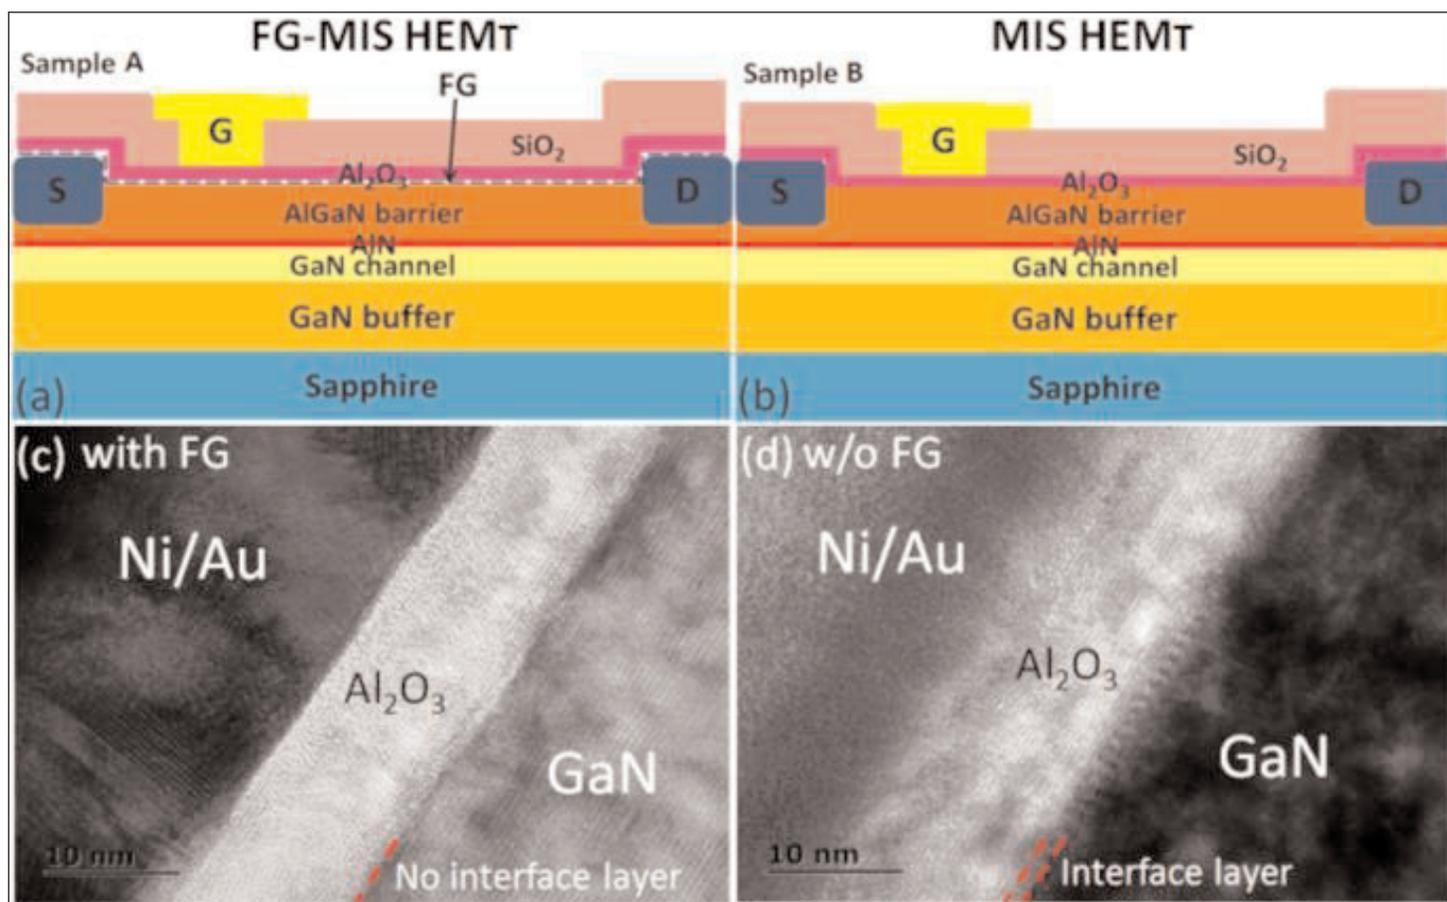 FG-MIS HEMT
Sample A
FG
G
SiO₂
Al₂O₃
S
D
AlGaN barrier
AlN
GaN channel
GaN buffer
Sapphire
(a)
MIS HEMT
Sample B
G
SiO₂
Al₂O₃
S
D
AlGaN barrier
AlN
GaN channel
GaN buffer
Sapphire
(b)
(c) with FG
Ni/Au
Al₂O₃
GaN
10 nm
No interface layer
(d) w/o FG
Ni/Au
Al₂O₃
GaN
10 nm
Interface layer